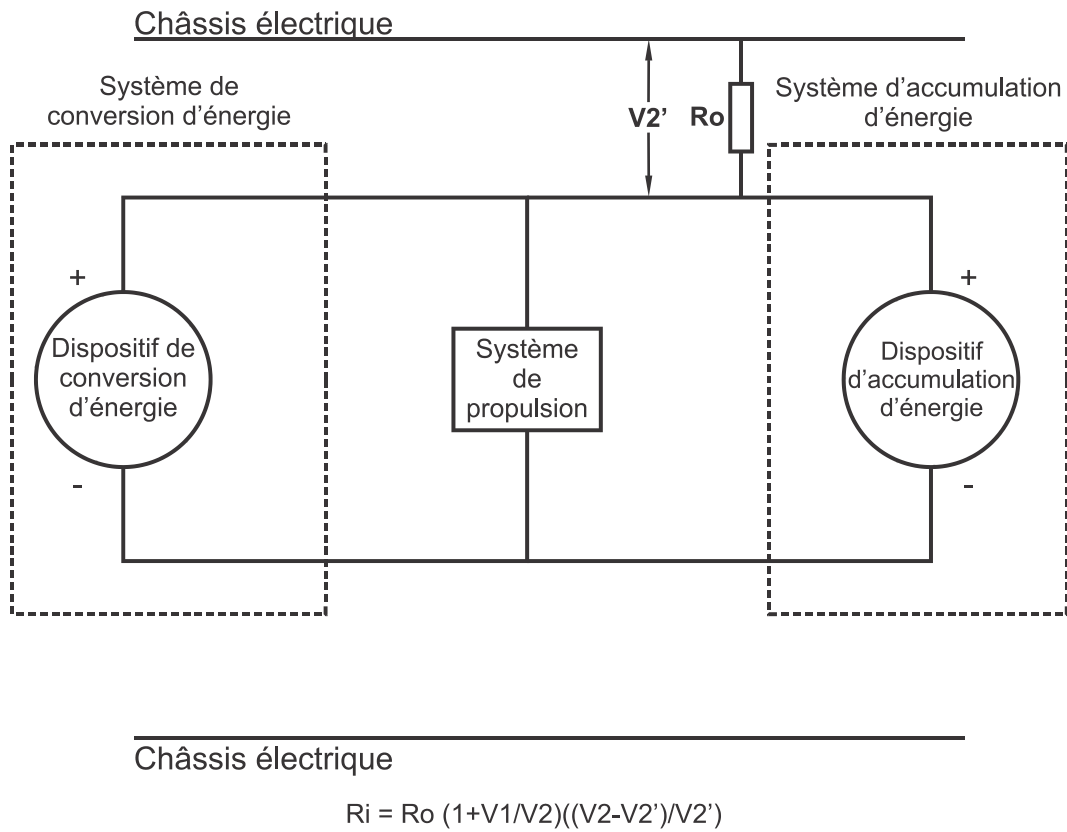 Châssis électrique
Système de
conversion d'énergie
V2’
Ro
Système d'accumulation
d'énergie
+
+
Dispositif de
conversion
d'énergie
Système
de
propulsion
Dispositif
d'accumulation
d'énergie
-
-
Châssis électrique
Ri = Ro (1+V1/V2)((V2-V2’)/V2’)